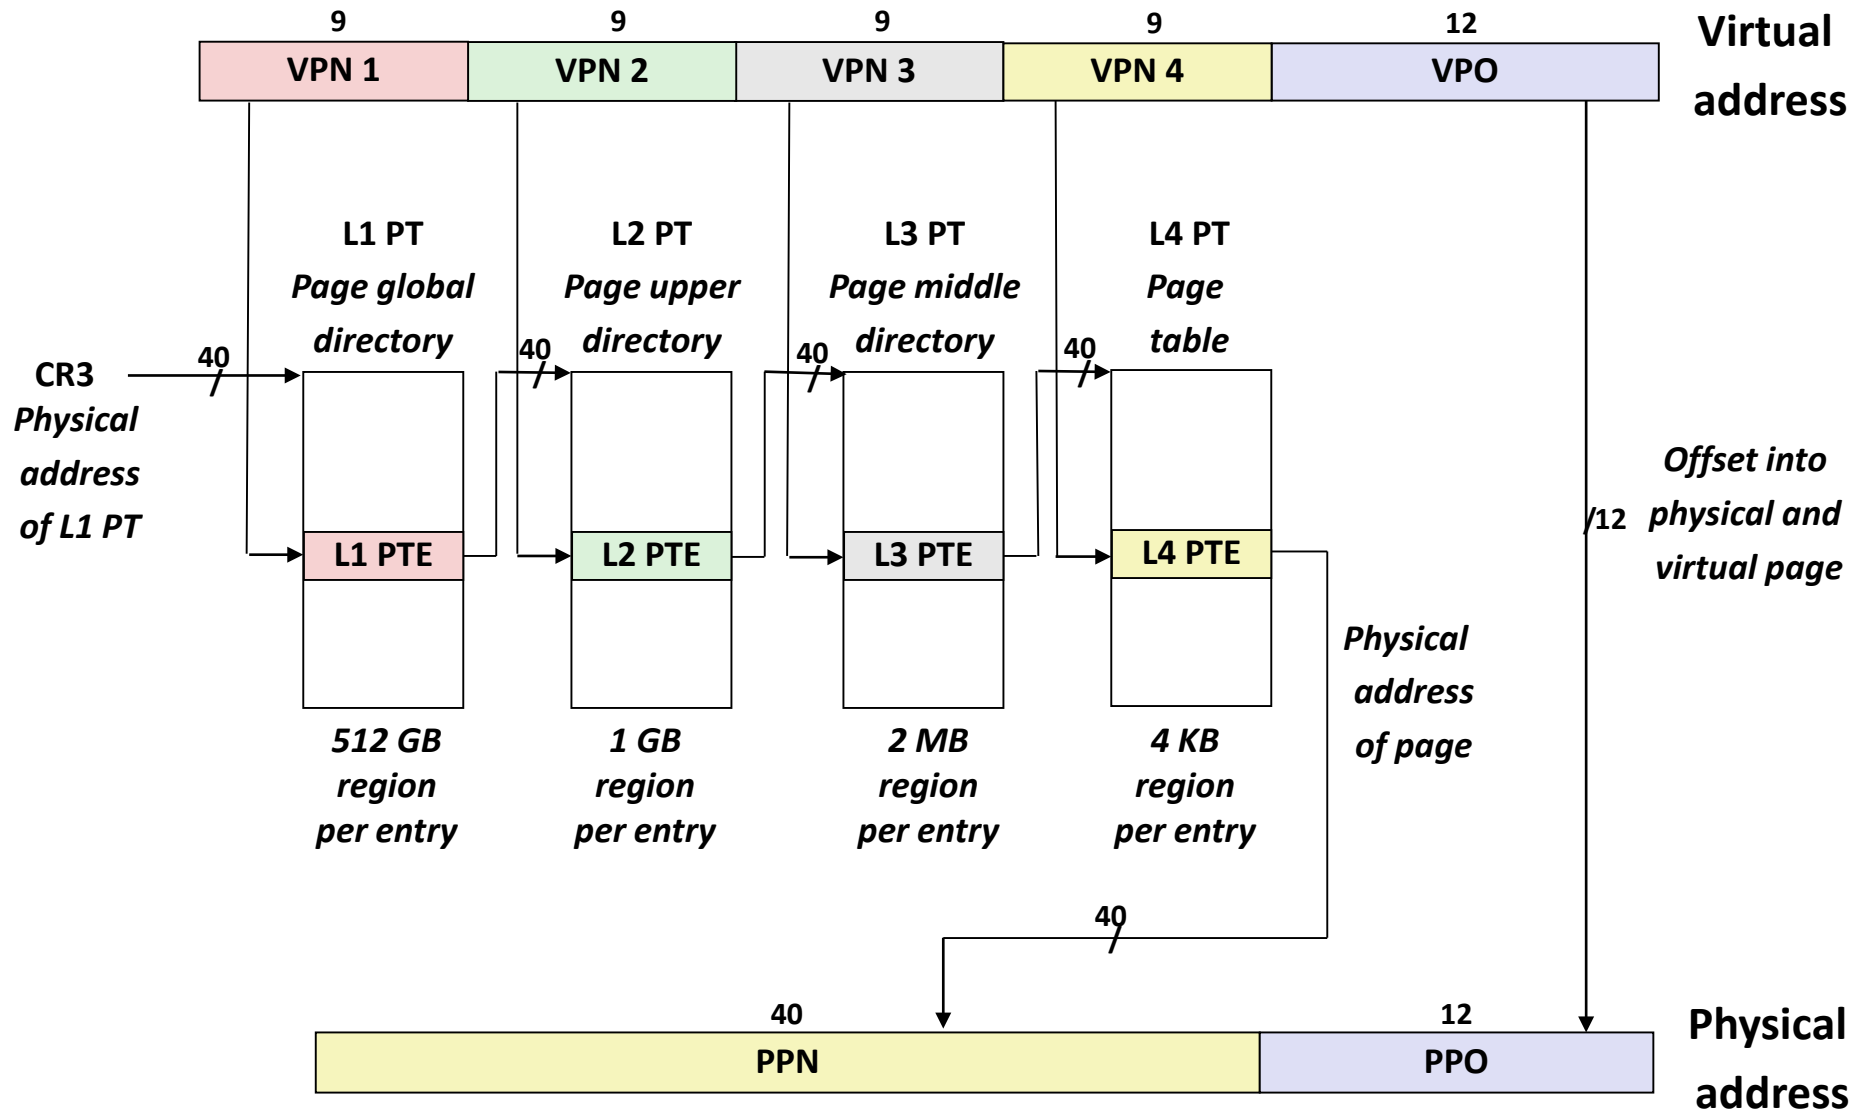 9 9 9 9 12
VPN 1 VPN 2 VPN 3 VPN 4 VPO
Virtual
address
L1 PT
Page global
directory
L2 PT
Page upper
directory
L3 PT
Page middle
directory
L4 PT
Page
table
CR3
Physical
address
of L1 PT
40
40
40
40
L1 PTE
L2 PTE
L3 PTE
L4 PTE
/12
Offset into
physical and
virtual page
512 GB
region
per entry
1 GB
region
per entry
2 MB
region
per entry
4 KB
region
per entry
Physical
address
of page
40
40 12
PPN PPO
Physical
address